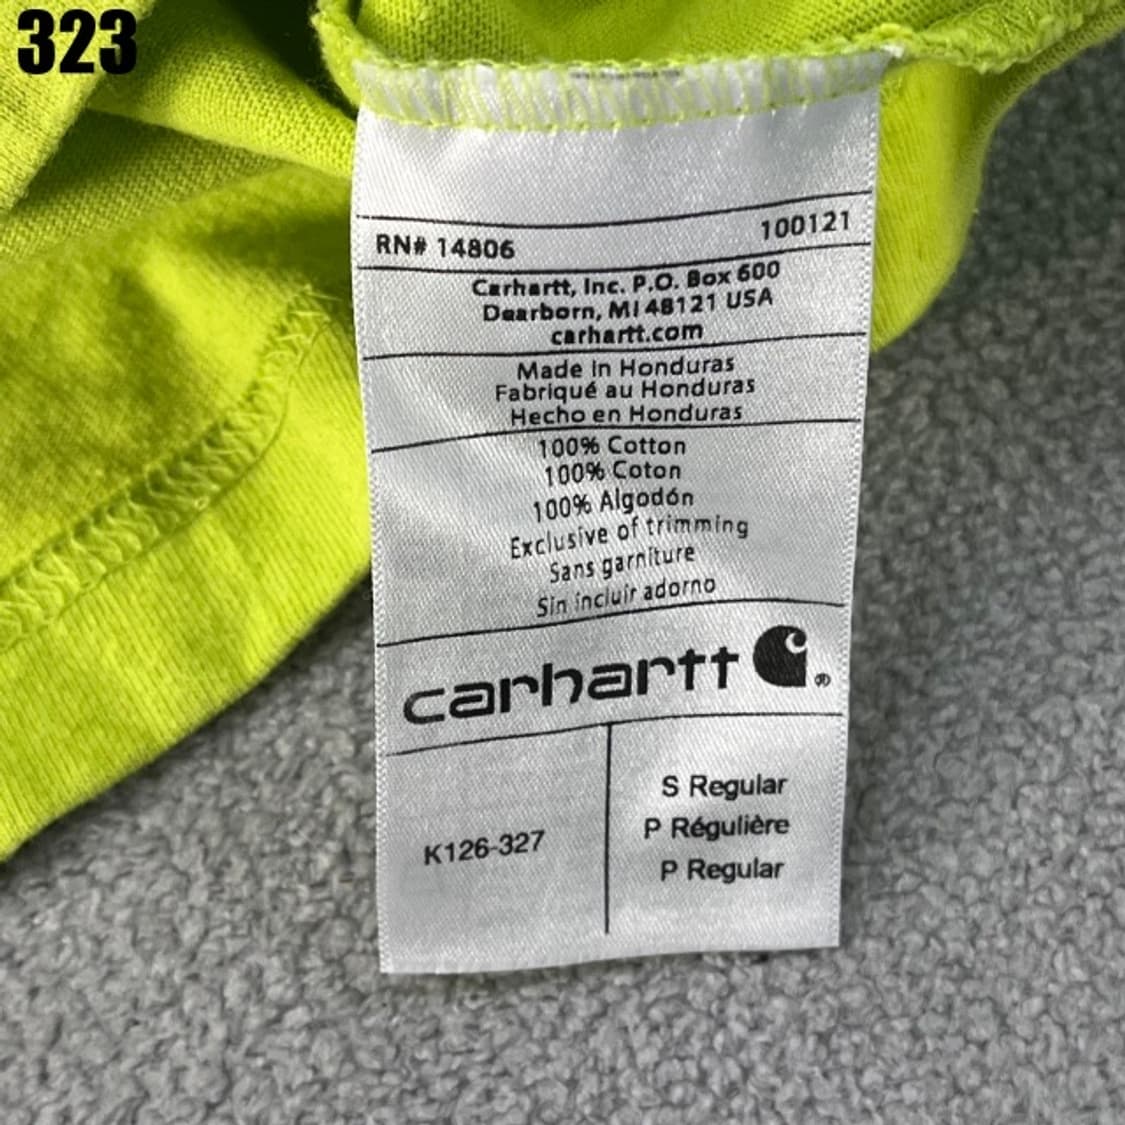 323
RN# 14806 100121
Carhartt, Inc. P.O. Box 600
Dearborn, MI 48121 USA
carhartt.com
Made in Honduras
Fabriqué au Honduras
Hecho en Honduras
100% Cotton
100% Coton
100% Algodón
Exclusive of trimming
Sans garniture
Sin incluir adorno
carhartt ®
K126-327
S Regular
P Régulière
P Regular